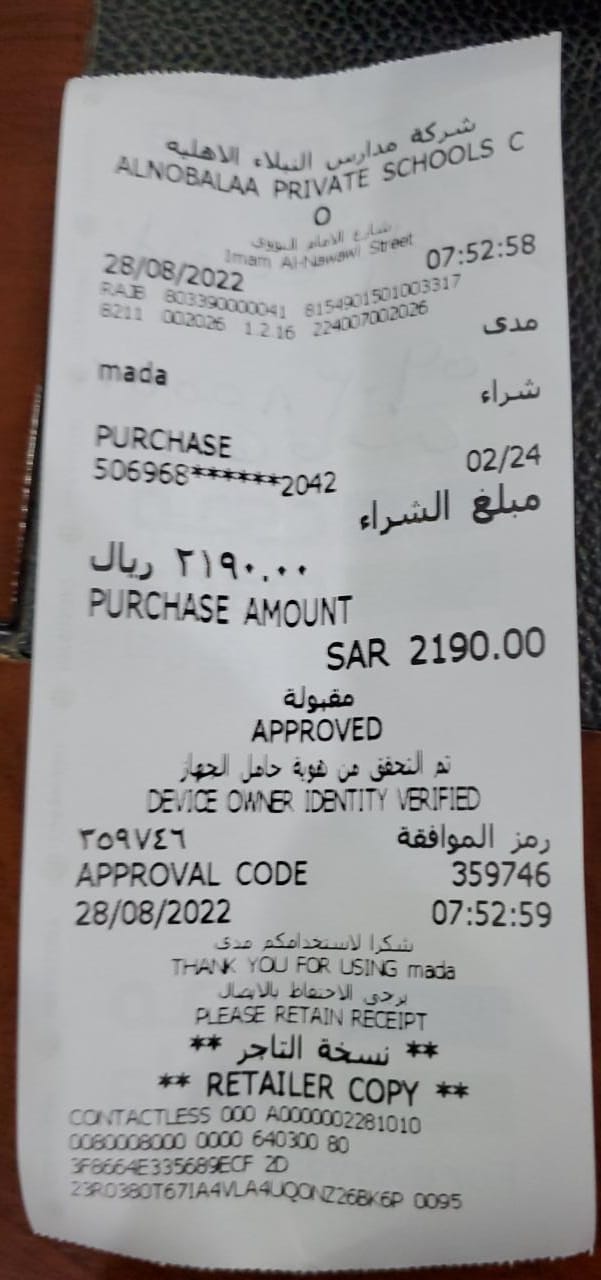 شركة مدارس النبلاء الاهليه
ALNOBALAA PRIVATE SCHOOLS C
O
شارع الامام النووي
Imam Al-Nawawi Street
28/08/2022 07:52:58
RAJB 803390000041 8154901501003317
8211 002026 1.2.16 224007002026
مدى
mada
شراء
PURCHASE
506968******2042 02/24
مبلغ الشراء
٢١٩٠.٠٠ ريال
PURCHASE AMOUNT
SAR 2190.00
مقبولة
APPROVED
تم التحقق من هوية حامل الجهاز
DEVICE OWNER IDENTITY VERIFIED
رمز الموافقة ٣٥٩٧٤٦
APPROVAL CODE 359746
28/08/2022 07:52:59
شكرا لاستخدامكم مدى
THANK YOU FOR USING mada
يرجى الاحتفاظ بالايصال
PLEASE RETAIN RECEIPT
** نسخة التاجر **
** RETAILER COPY **
CONTACTLESS 000 A0000002281010
0080008000 0000 640300 80
3F8664E335689ECF 2D
23R0380T671A4VLA4UQONZ26BK6P 0095